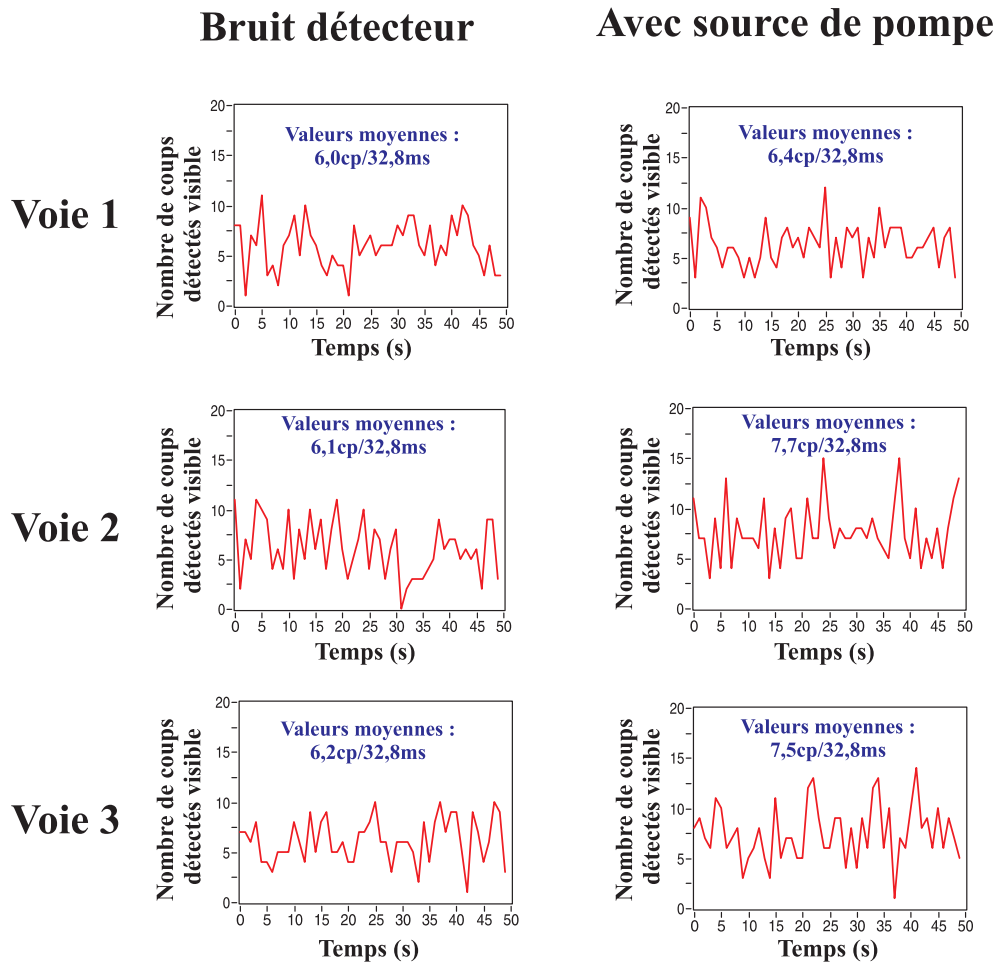 Bruit détecteur
Avec source de pompe
Voie 1
Nombre de coups
détectés visible
20
15
10
5
0
Valeurs moyennes :
6,0cp/32,8ms
0 5 10 15 20 25 30 35 40 45 50
Temps (s)
Nombre de coups
détectés visible
20
15
10
5
0
Valeurs moyennes :
6,4cp/32,8ms
0 5 10 15 20 25 30 35 40 45 50
Temps (s)
Voie 2
Nombre de coups
détectés visible
20
15
10
5
0
Valeurs moyennes :
6,1cp/32,8ms
0 5 10 15 20 25 30 35 40 45 50
Temps (s)
Nombre de coups
détectés visible
20
15
10
5
0
Valeurs moyennes :
7,7cp/32,8ms
0 5 10 15 20 25 30 35 40 45 50
Temps (s)
Voie 3
Nombre de coups
détectés visible
20
15
10
5
0
Valeurs moyennes :
6,2cp/32,8ms
0 5 10 15 20 25 30 35 40 45 50
Temps (s)
Nombre de coups
détectés visible
20
15
10
5
0
Valeurs moyennes :
7,5cp/32,8ms
0 5 10 15 20 25 30 35 40 45 50
Temps (s)